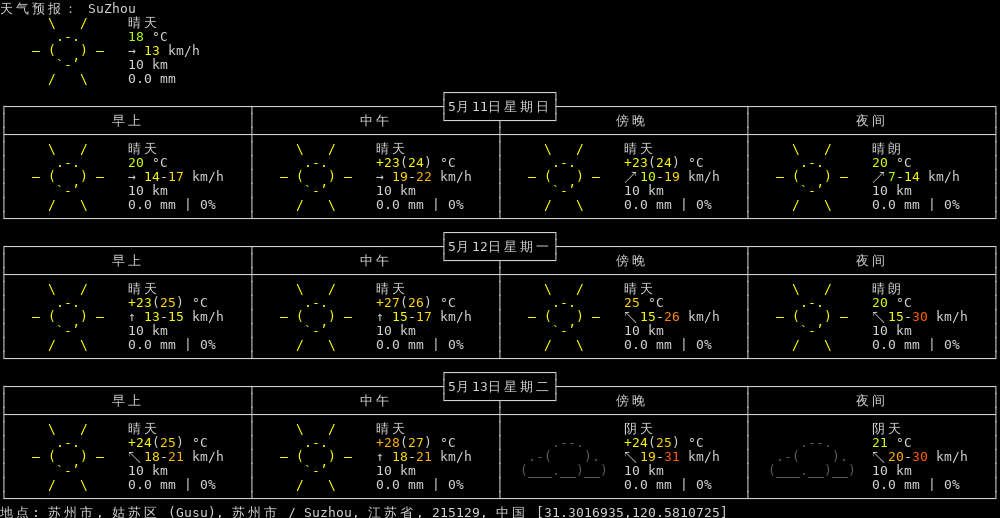 天气预报： SuZhou
晴天
18 °C
→ 13 km/h
10 km
0.0 mm
5月11日星期日
早上 中午 傍晚 夜间
晴天 晴天 晴天 晴朗
20 °C +23(24) °C +23(24) °C 20 °C
→ 14-17 km/h → 19-22 km/h ↗ 10-19 km/h ↗ 7-14 km/h
10 km 10 km 10 km 10 km
0.0 mm | 0% 0.0 mm | 0% 0.0 mm | 0% 0.0 mm | 0%
5月12日星期一
早上 中午 傍晚 夜间
晴天 晴天 晴天 晴朗
+23(25) °C +27(26) °C 25 °C 20 °C
↑ 13-15 km/h ↑ 15-17 km/h ↖ 15-26 km/h ↖ 15-30 km/h
10 km 10 km 10 km 10 km
0.0 mm | 0% 0.0 mm | 0% 0.0 mm | 0% 0.0 mm | 0%
5月13日星期二
早上 中午 傍晚 夜间
晴天 晴天 阴天 阴天
+24(25) °C +28(27) °C +24(25) °C 21 °C
↖ 18-21 km/h ↑ 18-21 km/h ↖ 19-31 km/h ↖ 20-30 km/h
10 km 10 km 10 km 10 km
0.0 mm | 0% 0.0 mm | 0% 0.0 mm | 0% 0.0 mm | 0%
地点: 苏州市, 姑苏区 (Gusu), 苏州市 / Suzhou, 江苏省, 215129, 中国 [31.3016935,120.5810725]